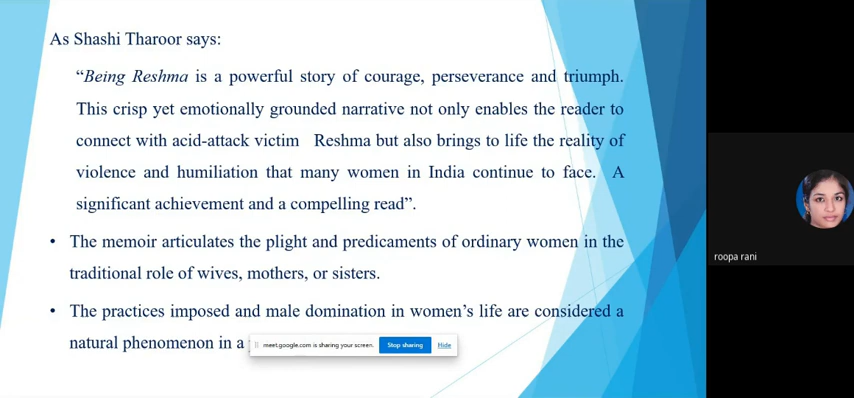 As Shashi Tharoor says:
“Being Reshma is a powerful story of courage, perseverance and triumph.
This crisp yet emotionally grounded narrative not only enables the reader to
connect with acid-attack victim Reshma but also brings to life the reality of
violence and humiliation that many women in India continue to face. A
significant achievement and a compelling read”.
• The memoir articulates the plight and predicaments of ordinary women in the
traditional role of wives, mothers, or sisters.
• The practices imposed and male domination in women’s life are considered a
natural phenomenon in a
meet.google.com is sharing your screen. Stop sharing Hide
roopa rani